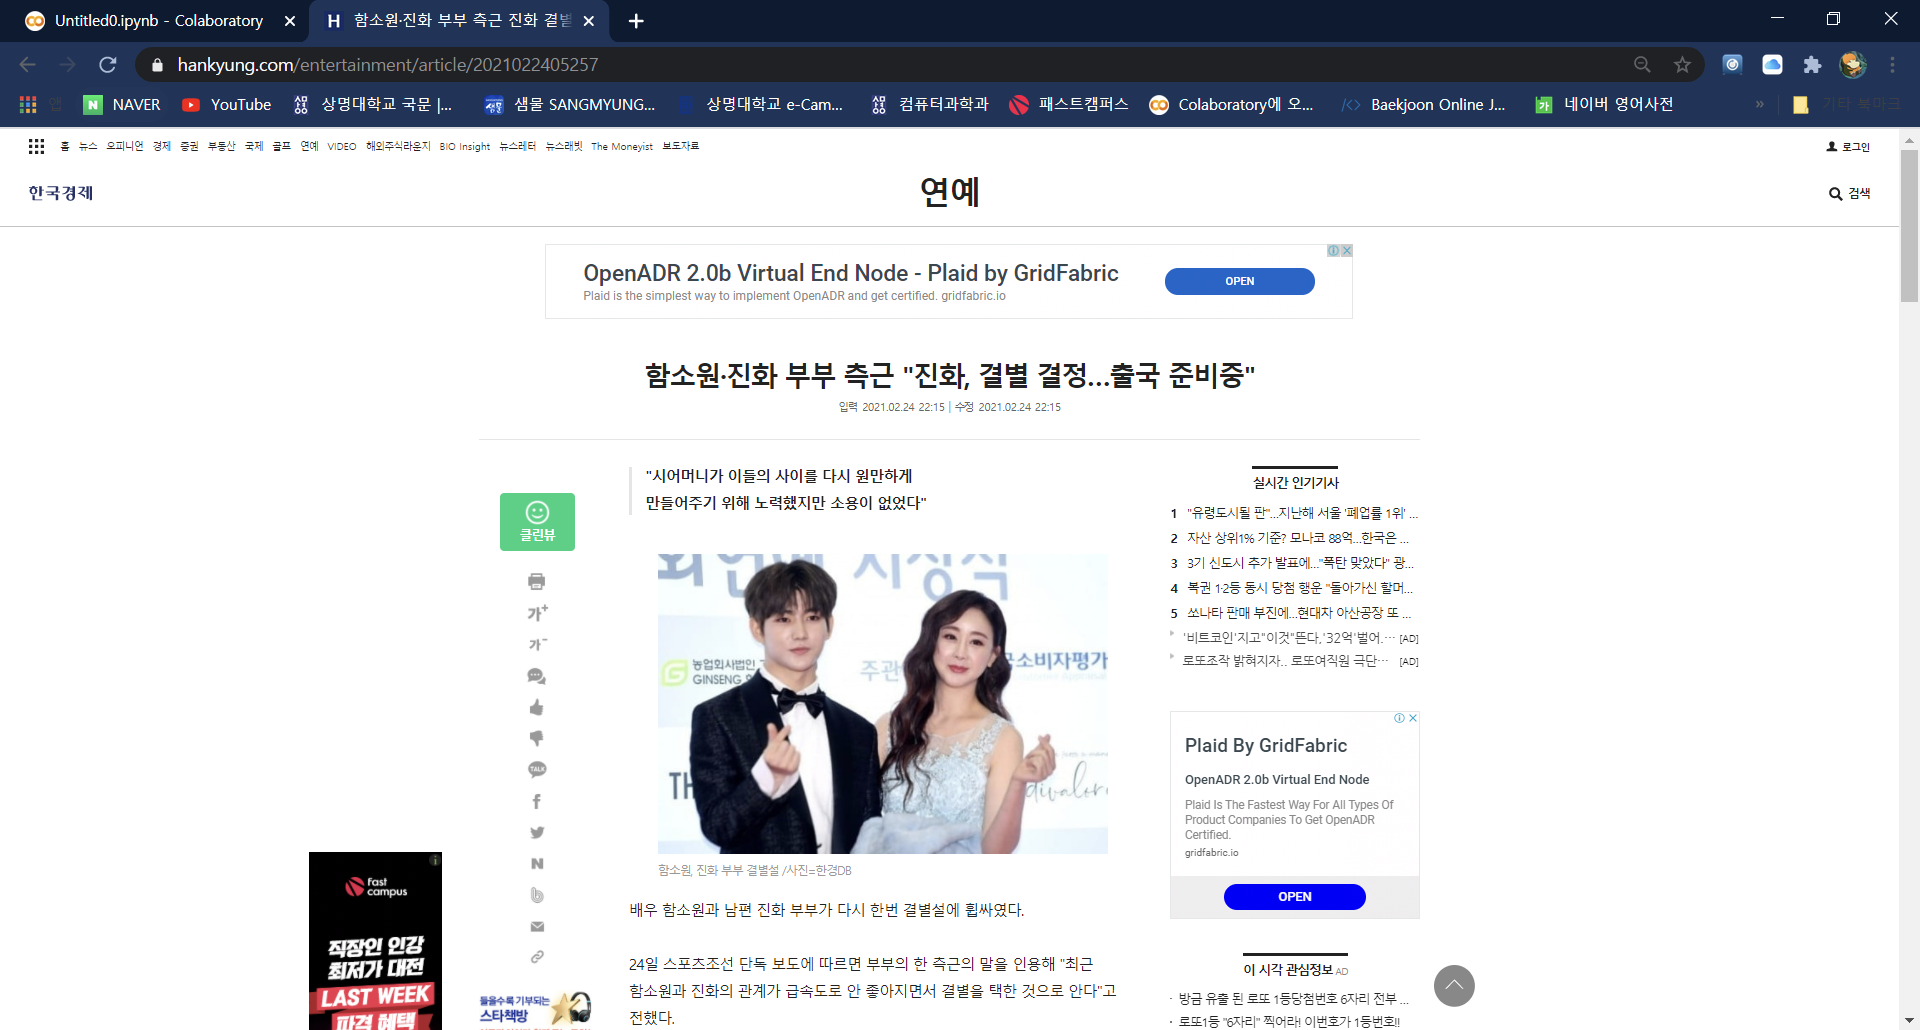 Untitled0.ipynb - Colaboratory
함소원·진화 부부 측근 진화 결별
hankyung.com/entertainment/article/2021022405257
앱
NAVER
YouTube
상명대학교 국문 |...
샘물 SANGMYUNG...
상명대학교 e-Cam...
컴퓨터과학과
패스트캠퍼스
Colaboratory에 오...
Baekjoon Online J...
네이버 영어사전
기타 북마크
홈 뉴스 오피니언 경제 증권 부동산 국제 골프 연예 VIDEO 해외주식라운지 BIO Insight 뉴스레터 뉴스래빗 The Moneyist 보도자료
로그인
한국경제
연예
검색
OpenADR 2.0b Virtual End Node - Plaid by GridFabric
Plaid is the simplest way to implement OpenADR and get certified. gridfabric.io
OPEN
함소원·진화 부부 측근 "진화, 결별 결정…출국 준비중"
입력 2021.02.24 22:15 | 수정 2021.02.24 22:15
클린뷰
가+
가-
TALK
"시어머니가 이들의 사이를 다시 원만하게
만들어주기 위해 노력했지만 소용이 없었다"
시상식
농업회사법인
GINSENG
주관
소비자평가
함소원, 진화 부부 결별설 /사진=한경DB
배우 함소원과 남편 진화 부부가 다시 한번 결별설에 휩싸였다.
24일 스포츠조선 단독 보도에 따르면 부부의 한 측근의 말을 인용해 "최근
함소원과 진화의 관계가 급속도로 안 좋아지면서 결별을 택한 것으로 안다"고
전했다.
실시간 인기기사
1 "유령도시될 판"…지난해 서울 '폐업률 1위' ...
2 자산 상위1% 기준? 모나코 88억…한국은 ...
3 3기 신도시 추가 발표에…"폭탄 맞았다" 광...
4 복권 1·2등 동시 당첨 행운 "돌아가신 할머...
5 쏘나타 판매 부진에…현대차 아산공장 또 ...
'비트코인'지고"이것"뜬다,'32억'벌어.… [AD]
로또조작 밝혀지자.. 로또여직원 극단… [AD]
Plaid By GridFabric
OpenADR 2.0b Virtual End Node
Plaid Is The Fastest Way For All Types Of
Product Companies To Get OpenADR
Certified.
gridfabric.io
OPEN
이 시각 관심정보 AD
· 방금 유출 된 로또 1등당첨번호 6자리 전부 ...
· 로또1등 "6자리" 찍어라! 이번호가 1등번호!!
fast campus
직장인 인강
최저가 대전
LAST WEEK
파격 혜택
들을수록 기부되는
스타책방